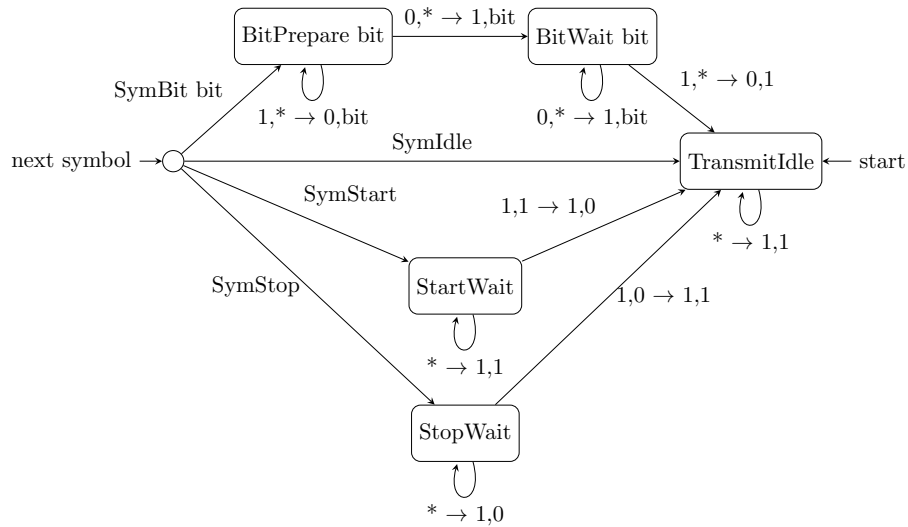 0,* → 1,bit
BitPrepare bit
BitWait bit
SymBit bit
1,* → 0,1
1,* → 0,bit
0,* → 1,bit
SymIdle
next symbol
TransmitIdle
start
SymStart
1,1 → 1,0
* → 1,1
SymStop
StartWait
1,0 → 1,1
* → 1,1
StopWait
* → 1,0